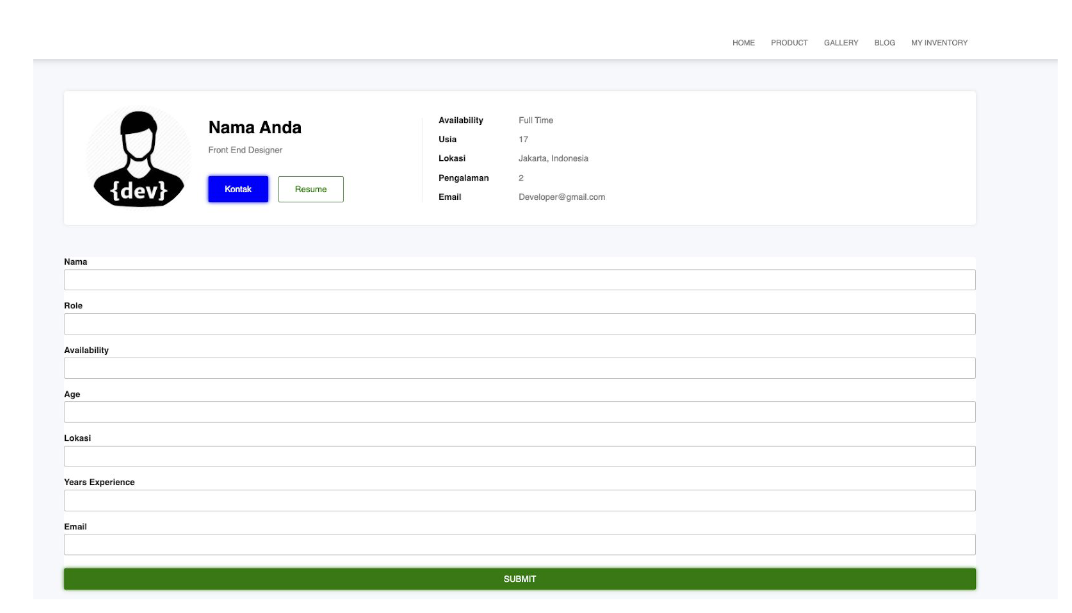 HOME PRODUCT GALLERY BLOG MY INVENTORY
{dev}
Nama Anda
Front End Designer
Kontak Resume
Availability Full Time
Usia 17
Lokasi Jakarta, Indonesia
Pengalaman 2
Email Developer@gmail.com
Nama
Role
Availability
Age
Lokasi
Years Experience
Email
SUBMIT